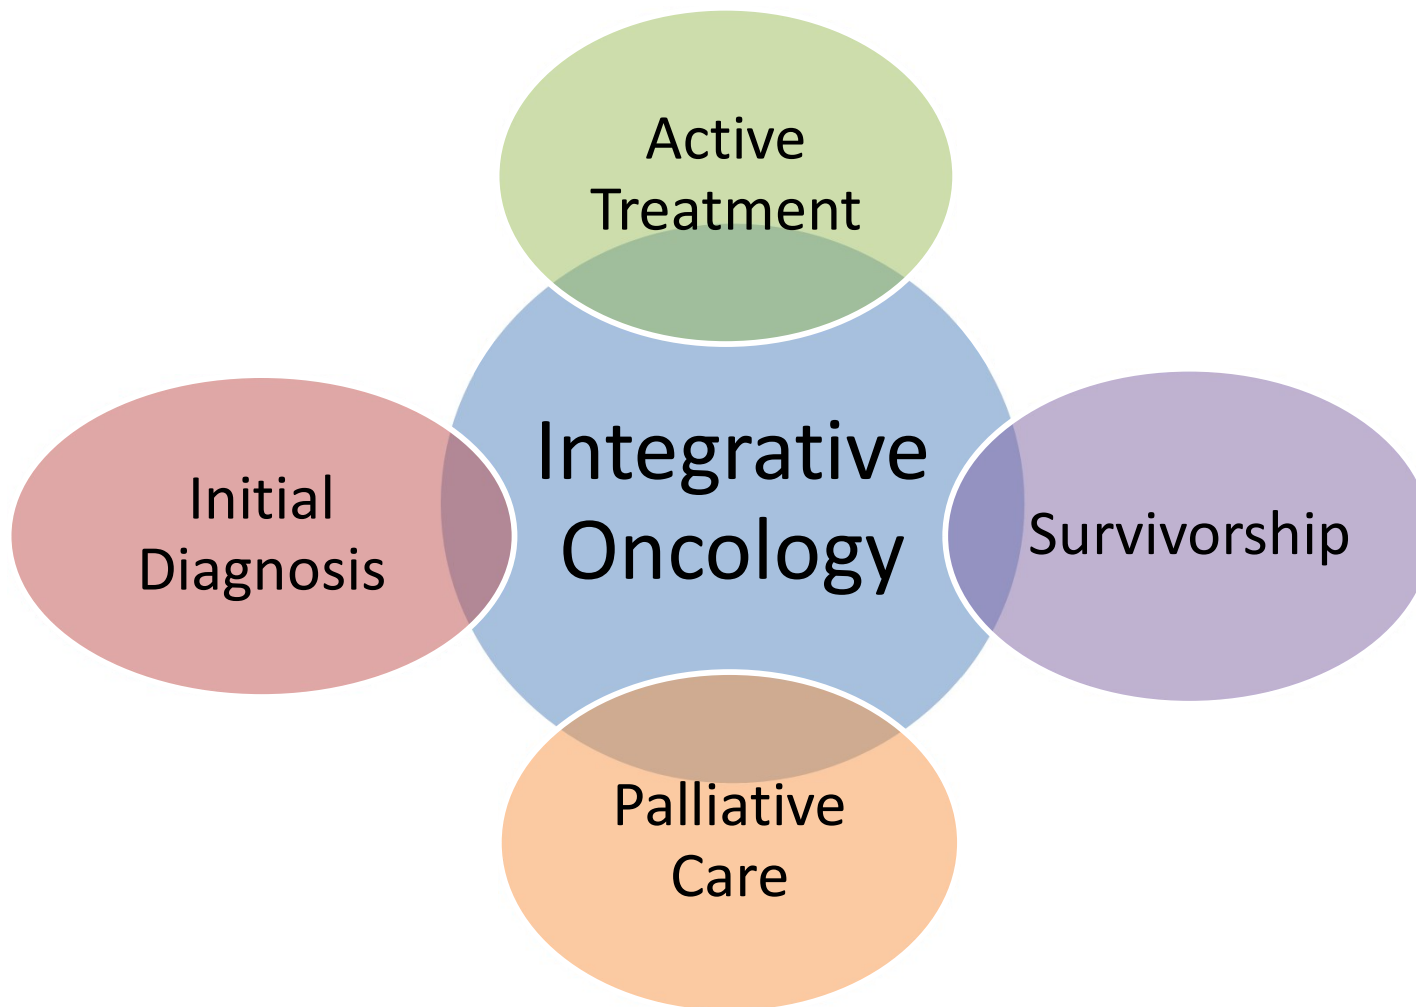 Active
Treatment
Initial
Diagnosis
Integrative
Oncology
Survivorship
Palliative
Care